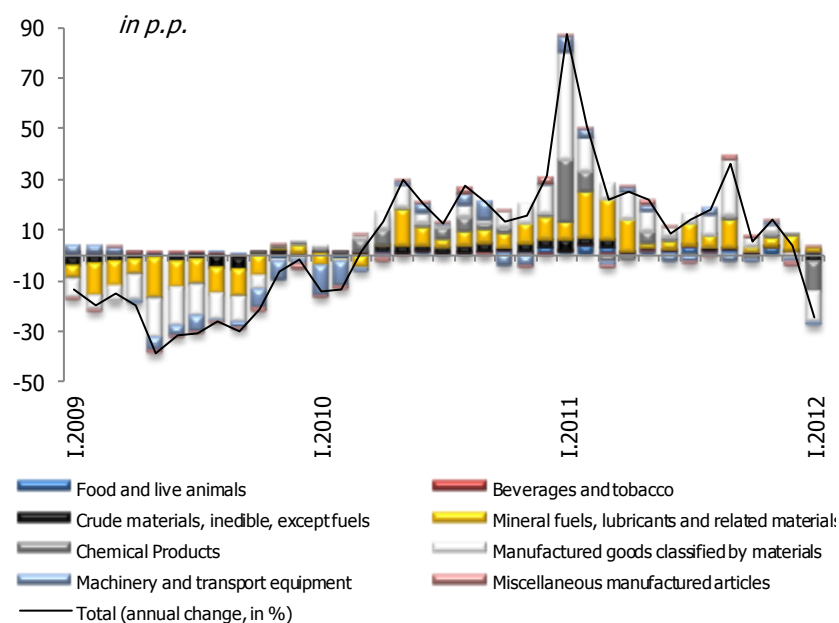 in p.p.
90
70
50
30
10
-10
-30
-50
I.2009
I.2010
I.2011
I.2012
Food and live animals
Beverages and tobacco
Crude materials, inedible, except fuels
Mineral fuels, lubricants and related materials
Chemical Products
Manufactured goods classified by materials
Machinery and transport equipment
Miscellaneous manufactured articles
Total (annual change, in %)